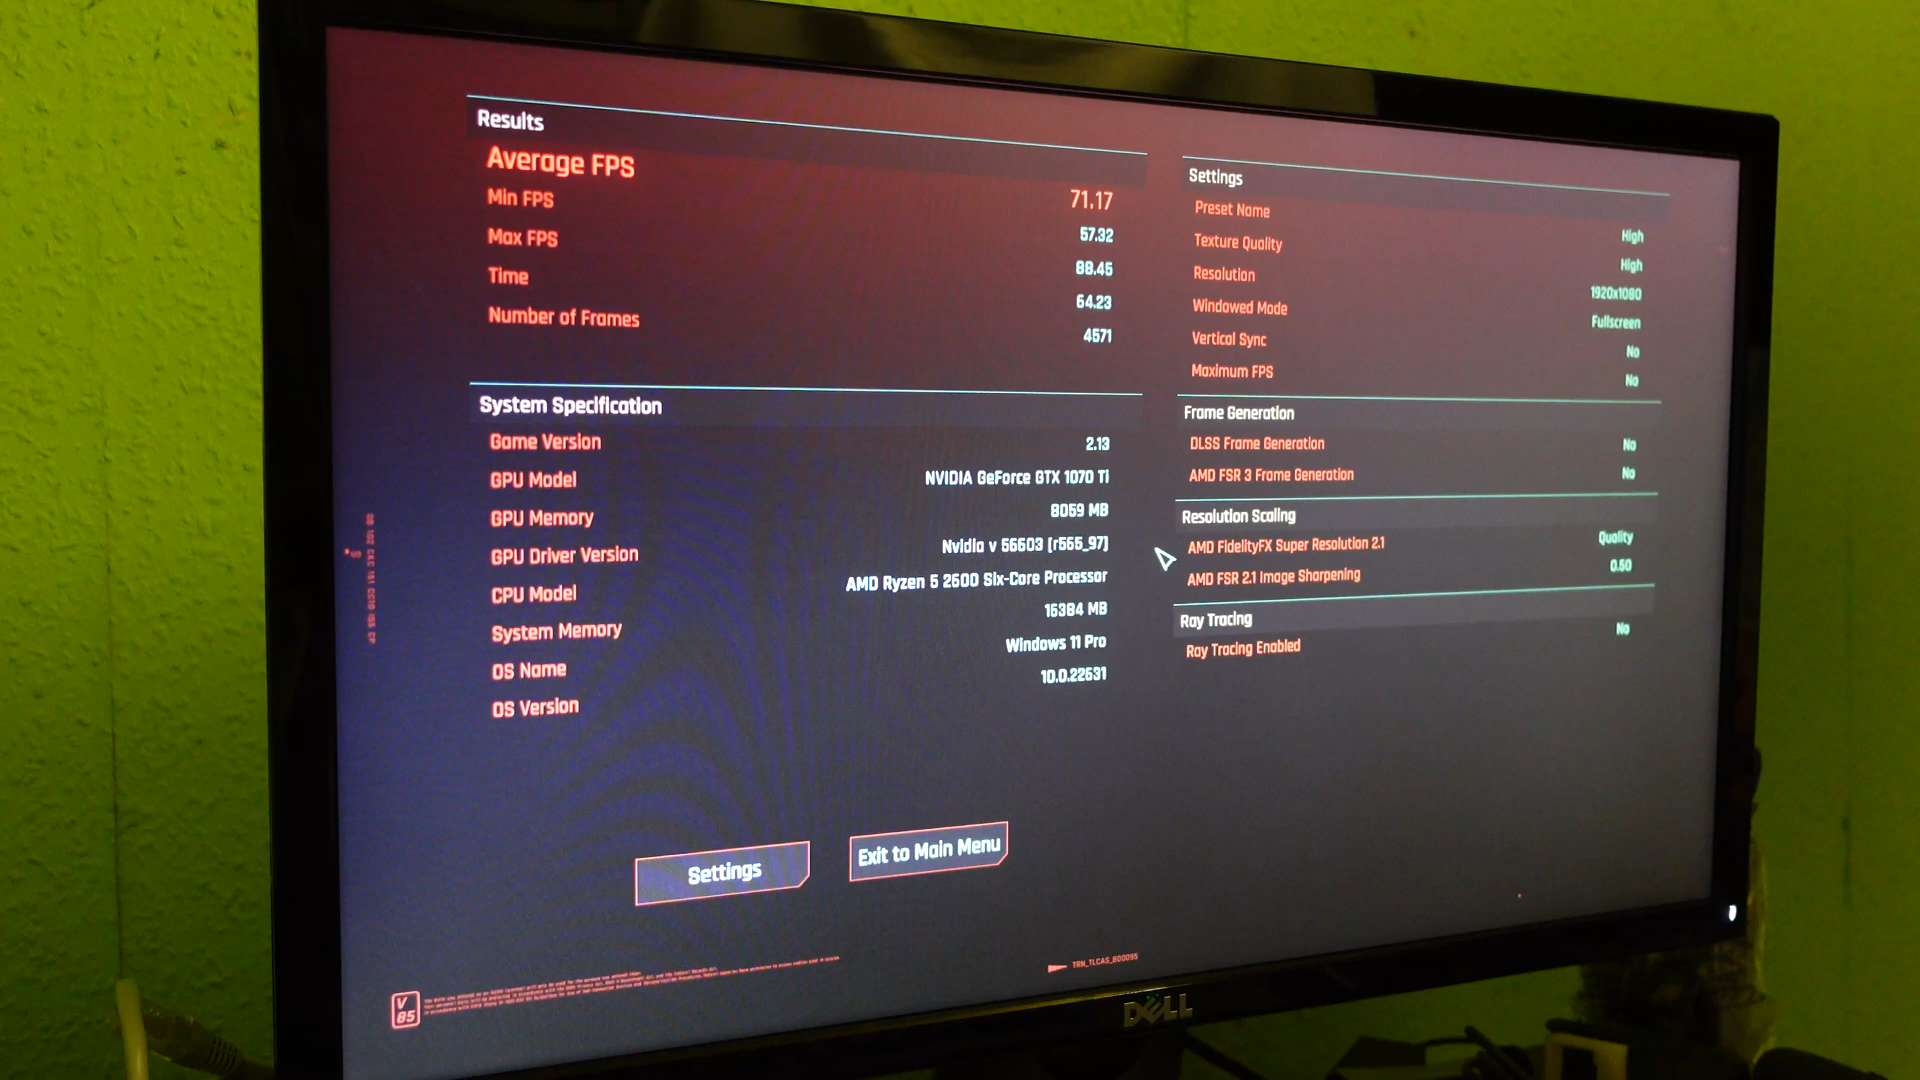 Results
Average FPS 71.17
Min FPS 57.32
Max FPS 88.45
Time 64.23
Number of Frames 4571
System Specification
Game Version 2.13
GPU Model NVIDIA GeForce GTX 1070 Ti
GPU Memory 8059 MB
GPU Driver Version Nvidia v 56603 (r565_97)
CPU Model AMD Ryzen 5 2600 Six-Core Processor
System Memory 16384 MB
OS Name Windows 11 Pro
OS Version 10.0.22631
Settings
Preset Name High
Texture Quality High
Resolution 1920x1080
Windowed Mode Fullscreen
Vertical Sync No
Maximum FPS No
Frame Generation
DLSS Frame Generation No
AMD FSR 3 Frame Generation No
Resolution Scaling
AMD FidelityFX Super Resolution 2.1 Quality
AMD FSR 2.1 Image Sharpening 0.50
Ray Tracing
Ray Tracing Enabled No
Settings
Exit to Main Menu
V
85
TRN_TLCAS_800095
DELL